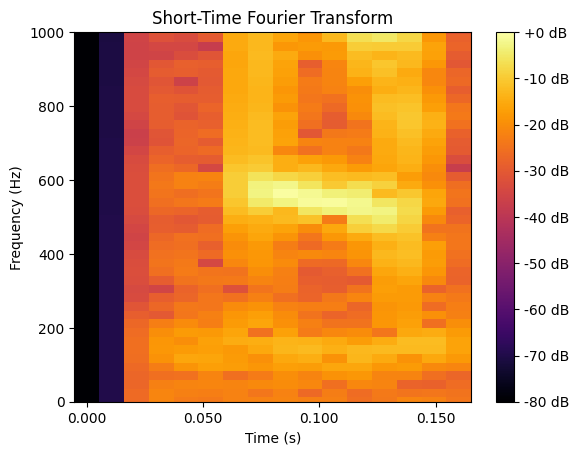 Short-Time Fourier Transform
1000
800
600
400
200
0
Frequency (Hz)
0.000
0.050
0.100
0.150
Time (s)
+0 dB
-10 dB
-20 dB
-30 dB
-40 dB
-50 dB
-60 dB
-70 dB
-80 dB